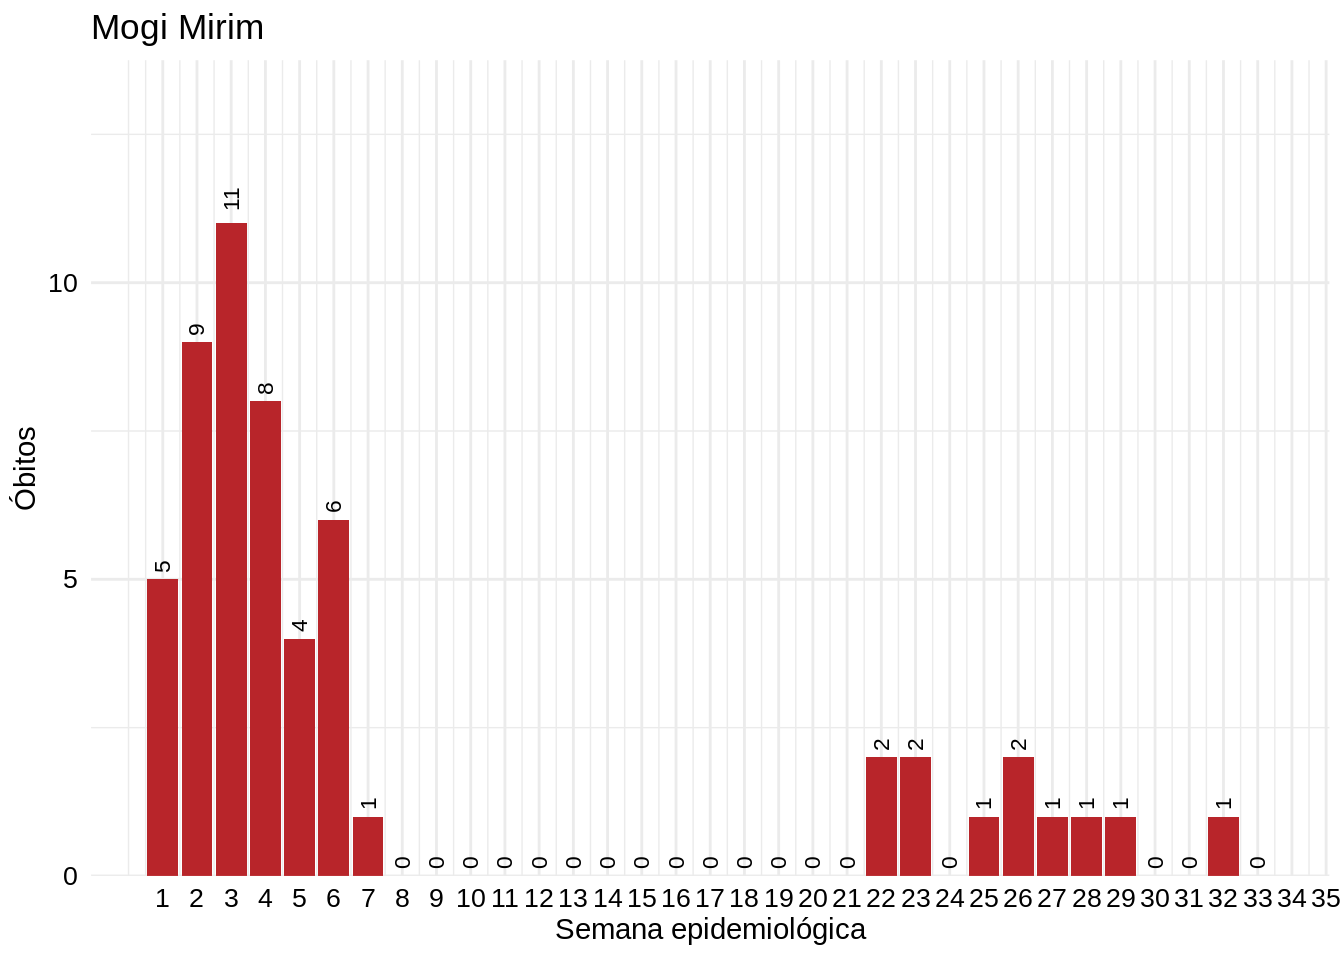 Mogi Mirim
Óbitos
10
5
0
5 9 11 8 4 6 1 0 0 0 0 0 0 0 0 0 0 0 0 0 0 2 2 0 1 2 1 1 1 0 0 1 0
1 2 3 4 5 6 7 8 9 10 11 12 13 14 15 16 17 18 19 20 21 22 23 24 25 26 27 28 29 30 31 32 33 34 35
Semana epidemiológica